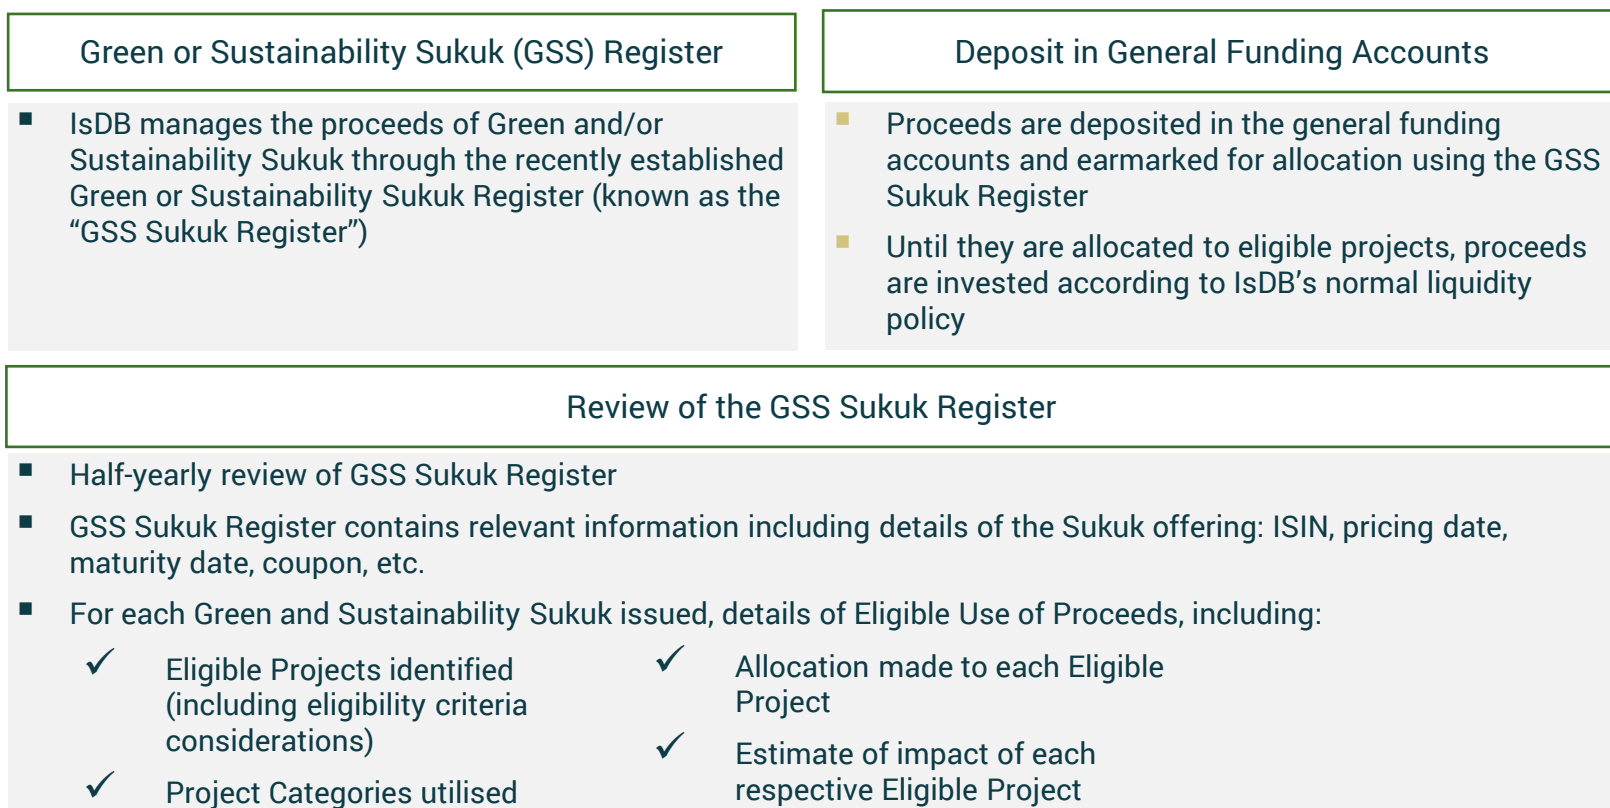 Green or Sustainability Sukuk (GSS) Register
■ IsDB manages the proceeds of Green and/or
Sustainability Sukuk through the recently established
Green or Sustainability Sukuk Register (known as the
“GSS Sukuk Register”)
Deposit in General Funding Accounts
■ Proceeds are deposited in the general funding
accounts and earmarked for allocation using the GSS
Sukuk Register
■ Until they are allocated to eligible projects, proceeds
are invested according to IsDB’s normal liquidity
policy
Review of the GSS Sukuk Register
■ Half-yearly review of GSS Sukuk Register
■ GSS Sukuk Register contains relevant information including details of the Sukuk offering: ISIN, pricing date,
maturity date, coupon, etc.
■ For each Green and Sustainability Sukuk issued, details of Eligible Use of Proceeds, including:
✓ Eligible Projects identified
(including eligibility criteria
considerations)
✓ Project Categories utilised
✓ Allocation made to each Eligible
Project
✓ Estimate of impact of each
respective Eligible Project